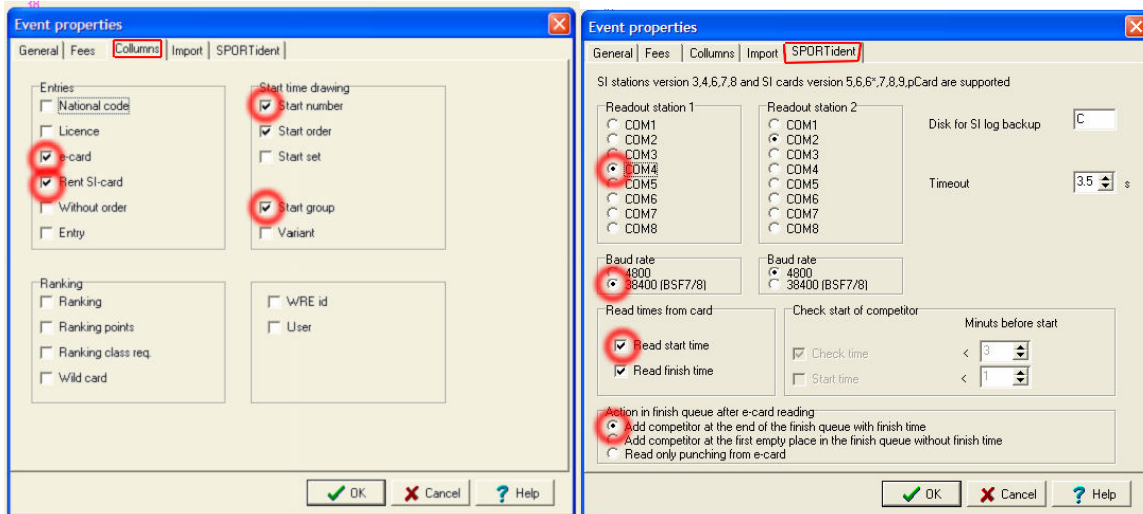 38
Event properties
General Fees Collumns Import SPORTident
Entries
National code
Licence
e-card
Rent SI-card
Without order
Entry
Start time drawing
Start number
Start order
Start set
Start group
Variant
Ranking
Ranking
Ranking points
Ranking class req.
Wild card
WRE id
User
OK Cancel Help
Event properties
General Fees Collumns Import SPORTident
SI stations version 3,4,6,7,8 and SI cards version 5,6,6*,7,8,9,pCard are supported
Readout station 1
COM1
COM2
COM3
COM4
COM5
COM6
COM7
COM8
Readout station 2
COM1
COM2
COM3
COM4
COM5
COM6
COM7
COM8
Disk for SI log backup C
Timeout 3.5 s
Baud rate
4800
38400 (BSF7/8)
Baud rate
4800
38400 (BSF7/8)
Read times from card
Read start time
Read finish time
Check start of competitor
Minuts before start
Check time < 3
Start time < 1
Action in finish queue after e-card reading
Add competitor at the end of the finish queue with finish time
Add competitor at the first empty place in the finish queue without finish time
Read only punching from e-card
OK Cancel Help